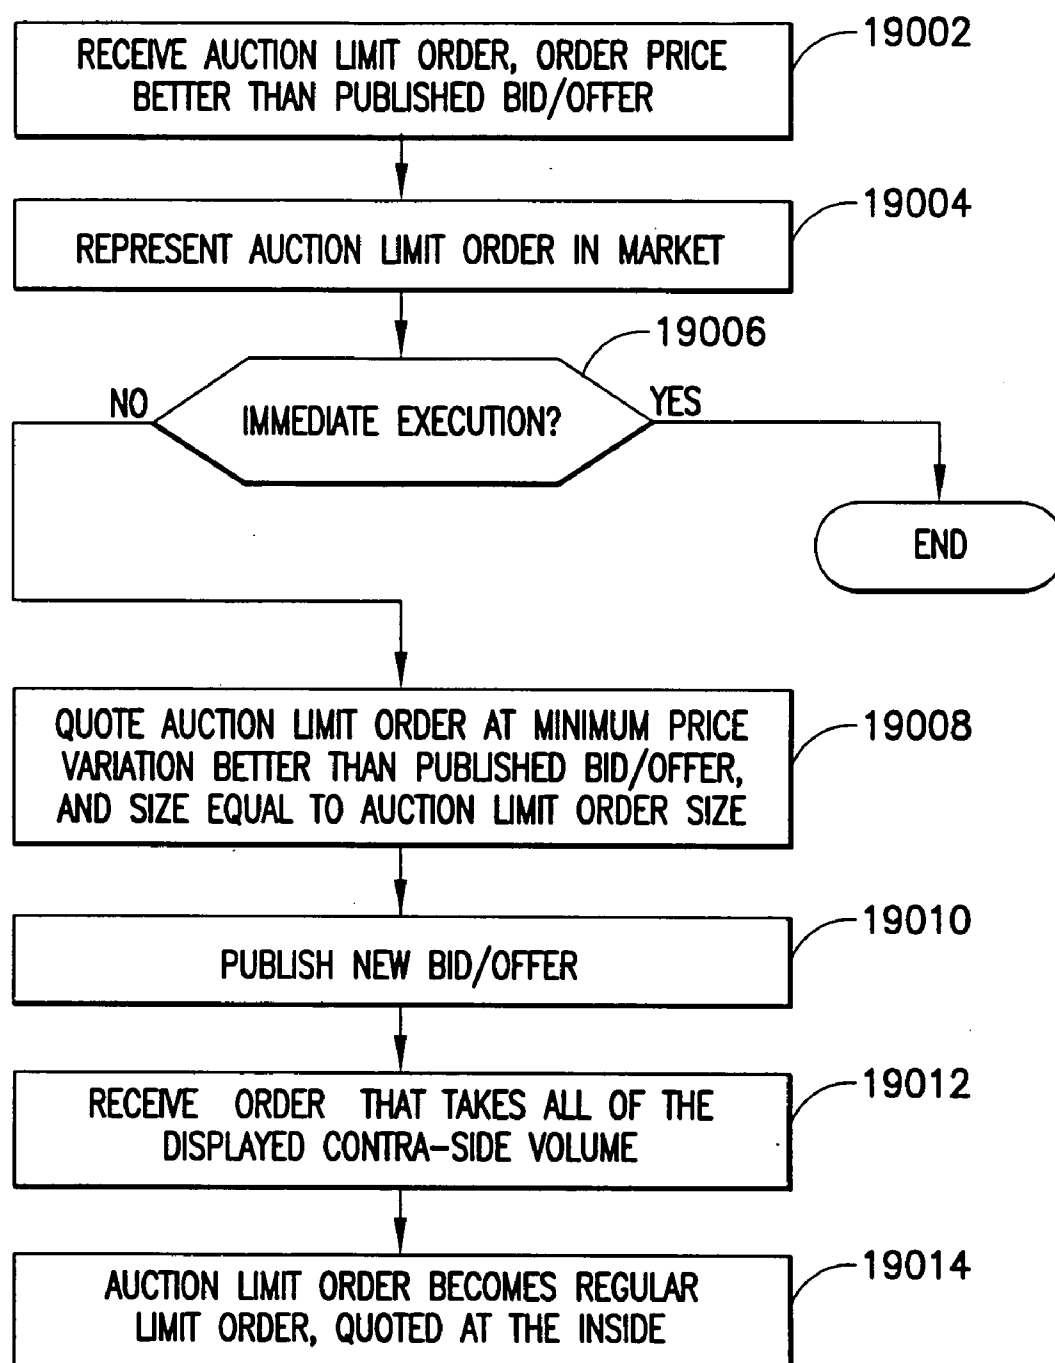 RECEIVE AUCTION LIMIT ORDER, ORDER PRICE
BETTER THAN PUBLISHED BID/OFFER
19002
REPRESENT AUCTION LIMIT ORDER IN MARKET
19004
IMMEDIATE EXECUTION?
19006
NO
YES
END
QUOTE AUCTION LIMIT ORDER AT MINIMUM PRICE
VARIATION BETTER THAN PUBLISHED BID/OFFER,
AND SIZE EQUAL TO AUCTION LIMIT ORDER SIZE
19008
PUBLISH NEW BID/OFFER
19010
RECEIVE ORDER THAT TAKES ALL OF THE
DISPLAYED CONTRA-SIDE VOLUME
19012
AUCTION LIMIT ORDER BECOMES REGULAR
LIMIT ORDER, QUOTED AT THE INSIDE
19014